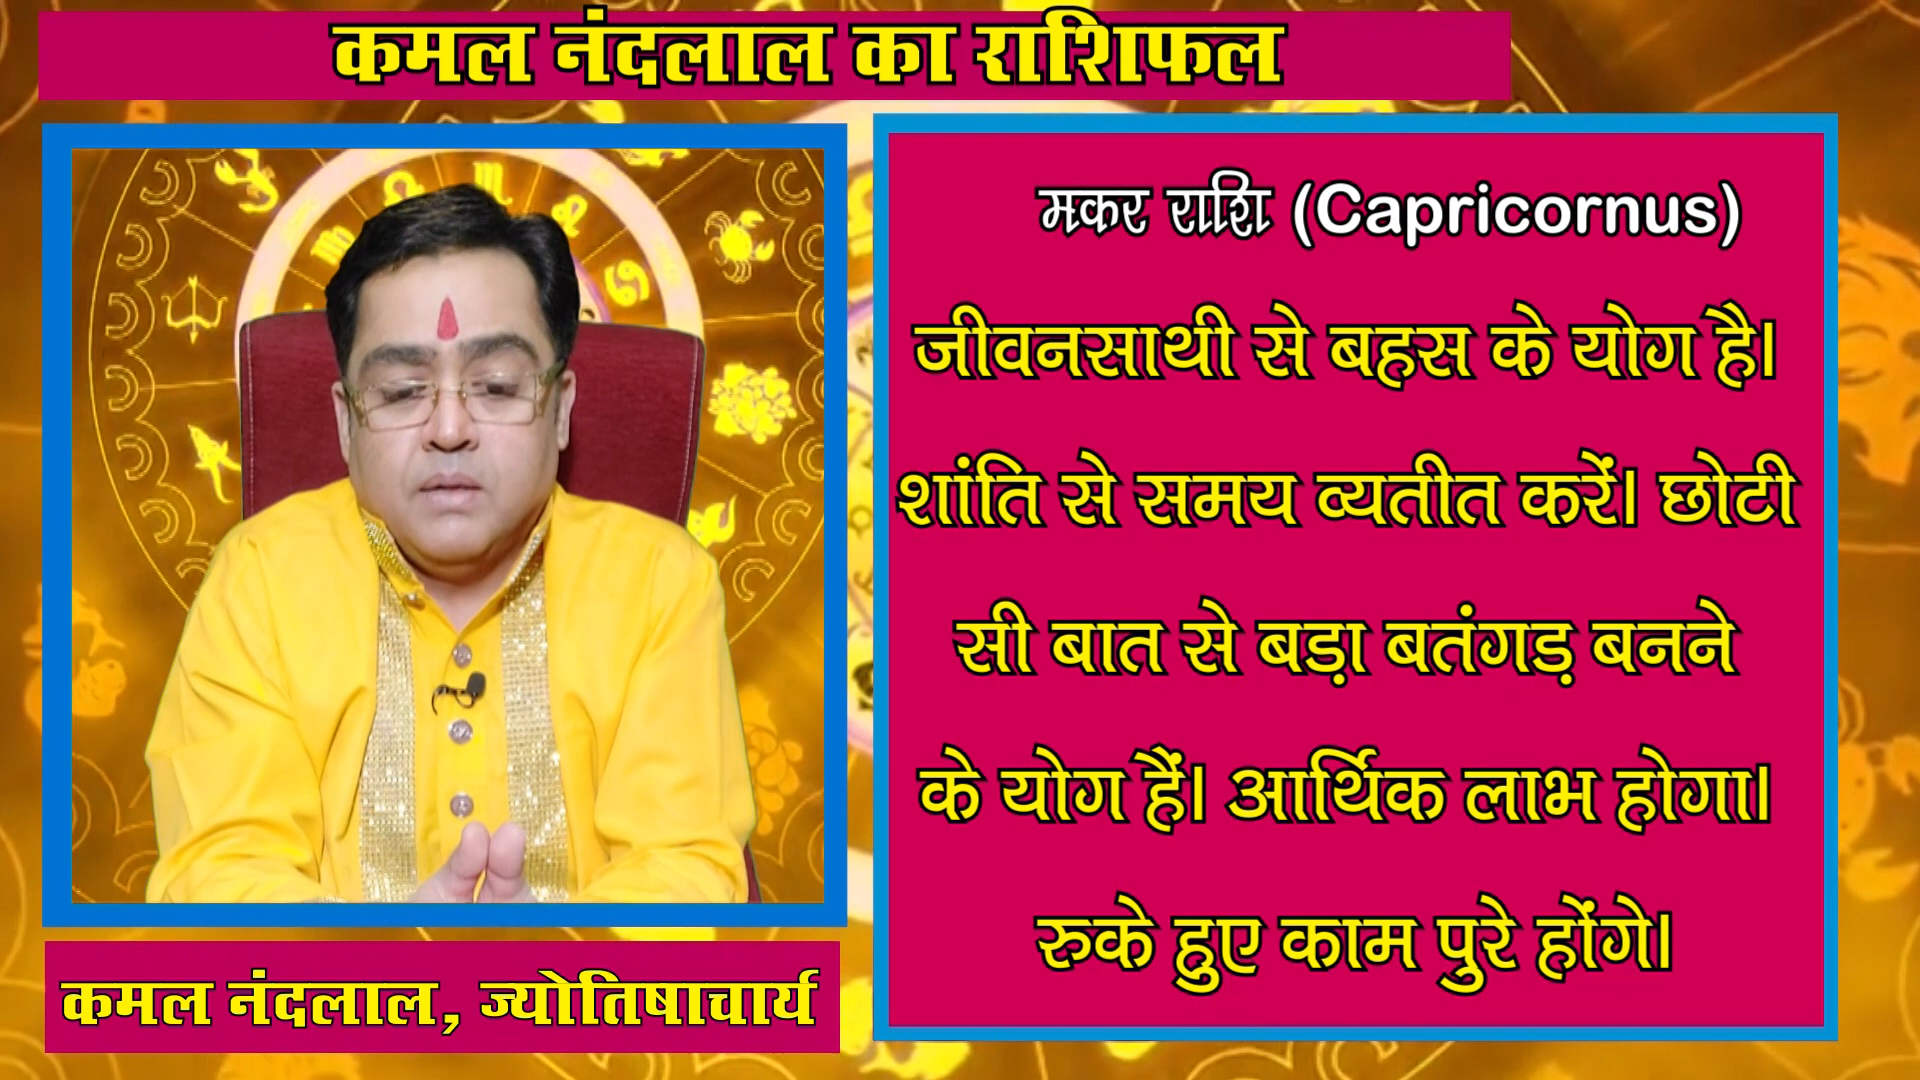 कमल नंदलाल का राशिफल
मकर राशि (Capricornus)
जीवनसाथी से बहस के योग है।
शांति से समय व्यतीत करें। छोटी
सी बात से बड़ा बतंगड़ बनने
के योग हैं। आर्थिक लाभ होगा।
रुके हुए काम पुरे होंगे।
कमल नंदलाल, ज्योतिषाचार्य